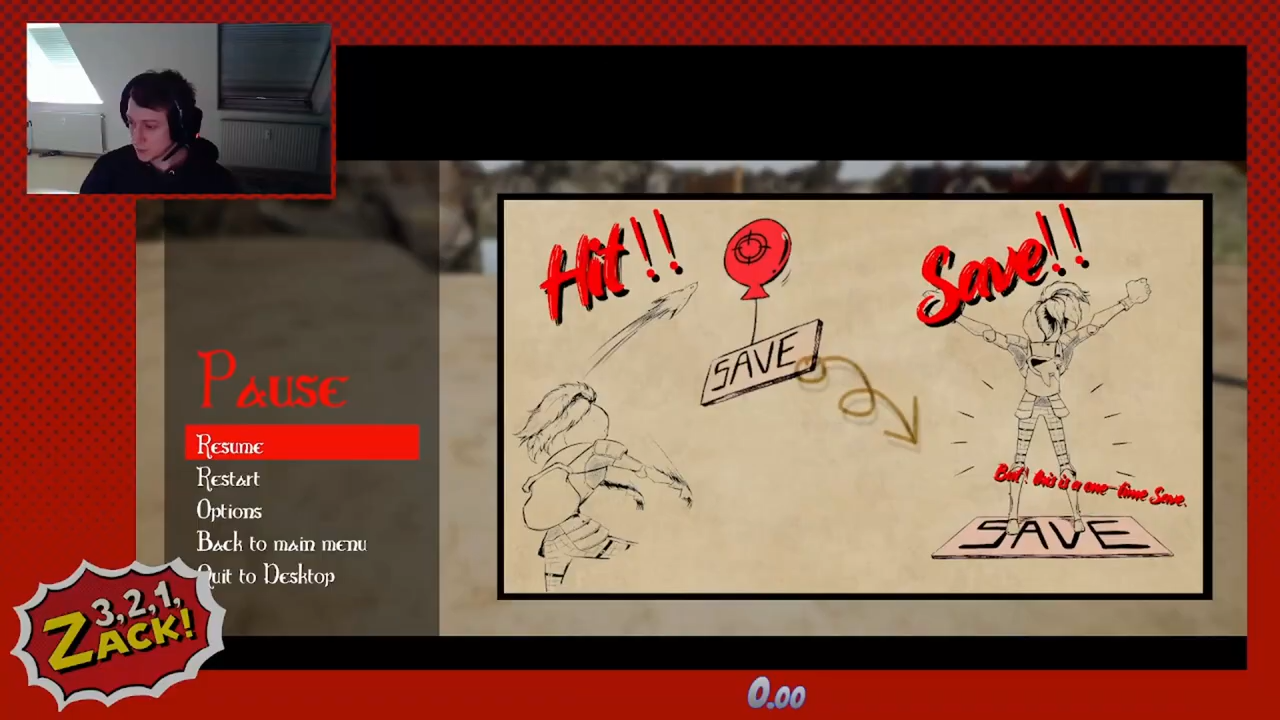 Hit!!
SAVE
Save!!
But! this is a one-time Save.
SAVE
Pause
Resume
Restart
Options
Back to main menu
Quit to Desktop
3,2,1,
ZACK!
0.00